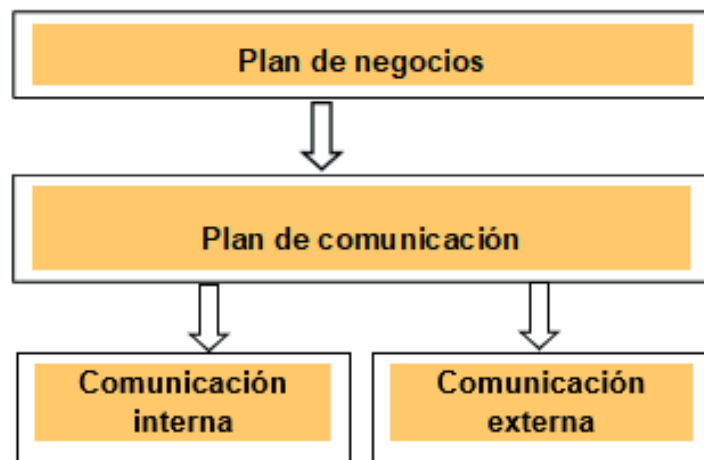 Plan de negocios
Plan de comunicación
Comunicación
interna
Comunicación
externa